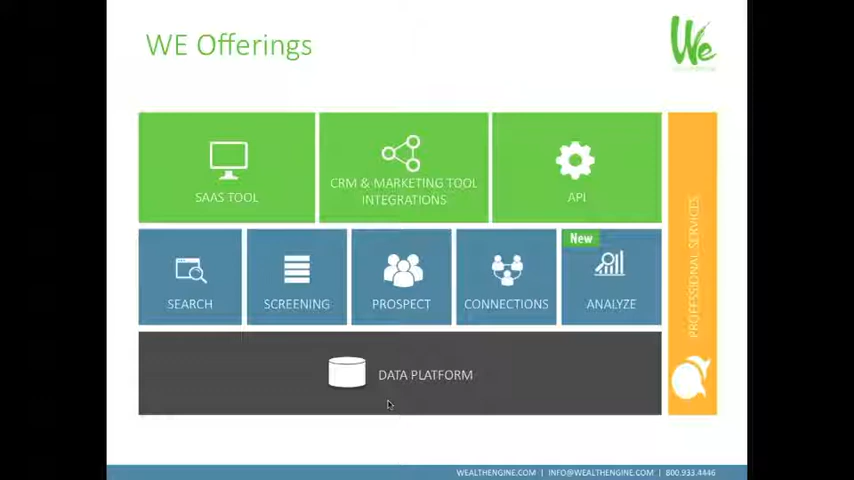 WE Offerings
We
SAAS TOOL
CRM & MARKETING TOOL
INTEGRATIONS
API
New
SEARCH
SCREENING
PROSPECT
CONNECTIONS
ANALYZE
DATA PLATFORM
PROFESSIONAL SERVICES
WEALTHENGINE.COM | INFO@WEALTHENGINE.COM | 800.933.4446